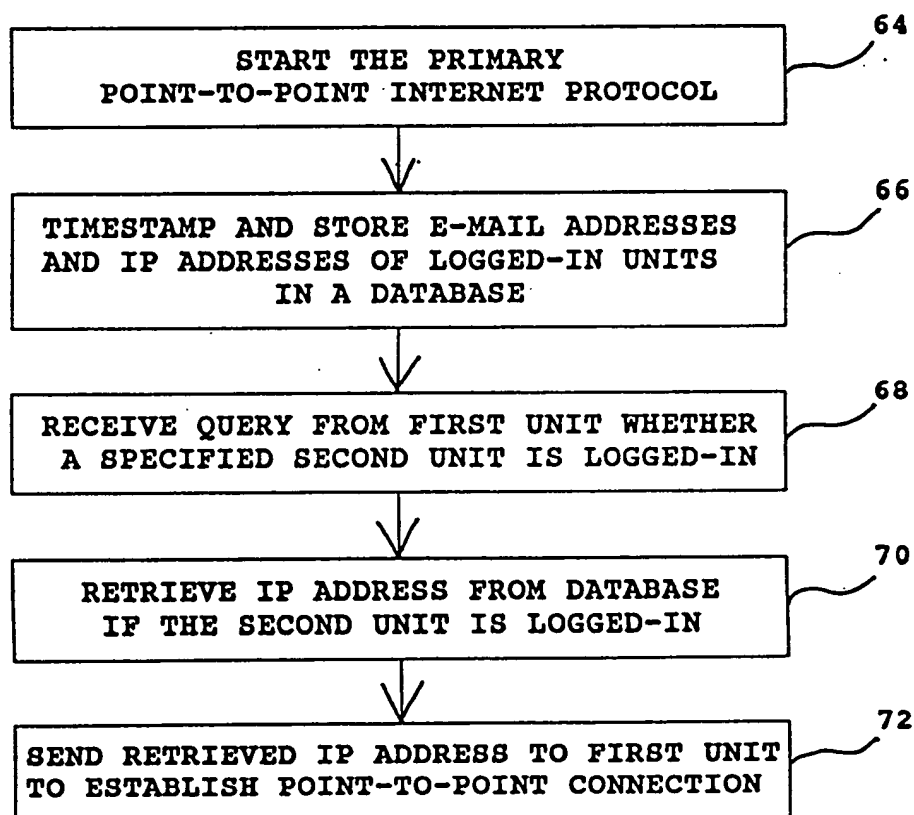 64
START THE PRIMARY
POINT-TO-POINT INTERNET PROTOCOL
66
TIMESTAMP AND STORE E-MAIL ADDRESSES
AND IP ADDRESSES OF LOGGED-IN UNITS
IN A DATABASE
68
RECEIVE QUERY FROM FIRST UNIT WHETHER
A SPECIFIED SECOND UNIT IS LOGGED-IN
70
RETRIEVE IP ADDRESS FROM DATABASE
IF THE SECOND UNIT IS LOGGED-IN
72
SEND RETRIEVED IP ADDRESS TO FIRST UNIT
TO ESTABLISH POINT-TO-POINT CONNECTION